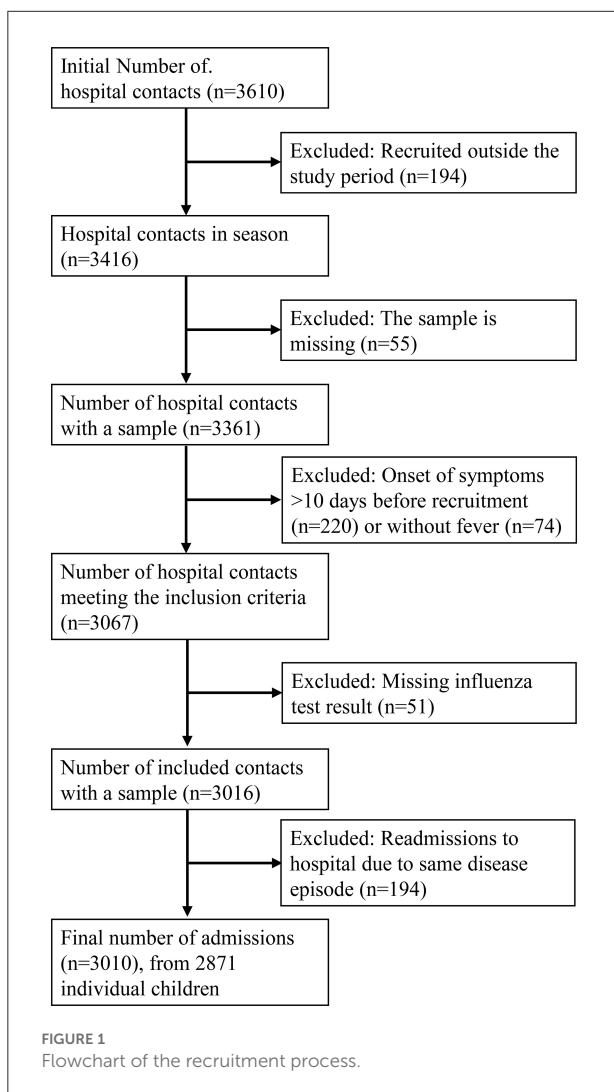 Initial Number of.
hospital contacts (n=3610)
Excluded: Recruited outside the
study period (n=194)
Hospital contacts in season
(n=3416)
Excluded: The sample is
missing (n=55)
Number of hospital contacts
with a sample (n=3361)
Excluded: Onset of symptoms
>10 days before recruitment
(n=220) or without fever (n=74)
Number of hospital contacts
meeting the inclusion criteria
(n=3067)
Excluded: Missing influenza
test result (n=51)
Number of included contacts
with a sample (n=3016)
Excluded: Readmissions to
hospital due to same disease
episode (n=194)
Final number of admissions
(n=3010), from 2871
individual children
FIGURE 1
Flowchart of the recruitment process.